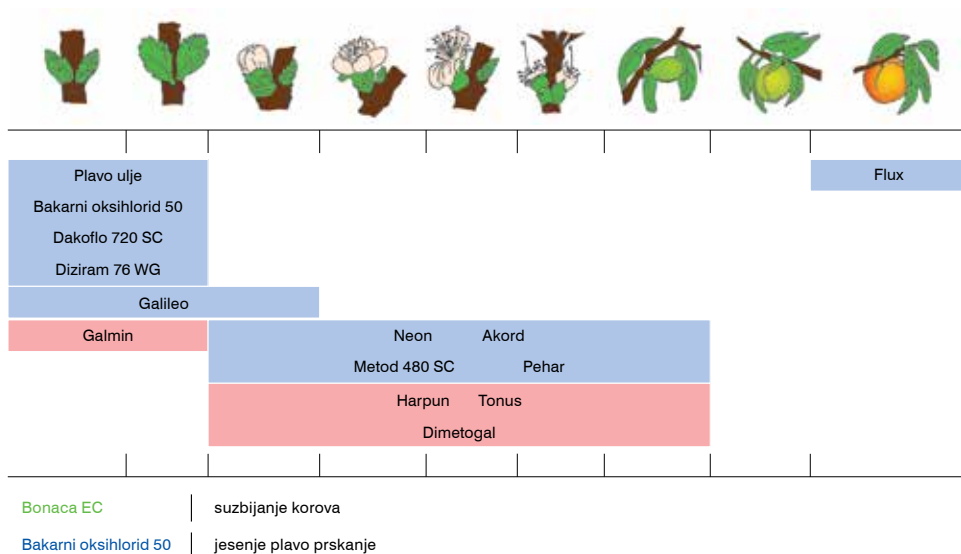 Plavo ulje
Flux
Bakarni oksihlorid 50
Dakoflo 720 SC
Diziram 76 WG
Galileo
Galmin
Neon Akord
Metod 480 SC Pehar
Harpun Tonus
Dimetogal
Bonaca EC suzbijanje korova
Bakarni oksihlorid 50 jesenje plavo prskanje